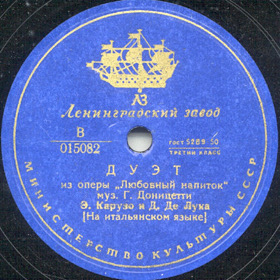 АЗ
Ленинградский завод
В
015082
ГОСТ 5289-50
ТРЕТИЙ КЛАСС
ДУЭТ
из оперы „Любовный напиток"
муз. Г. Доницетти
Э. Карузо и Д. Де Лука
[На итальянском языке]
МИНИСТЕРСТВО КУЛЬТУРЫ СССР